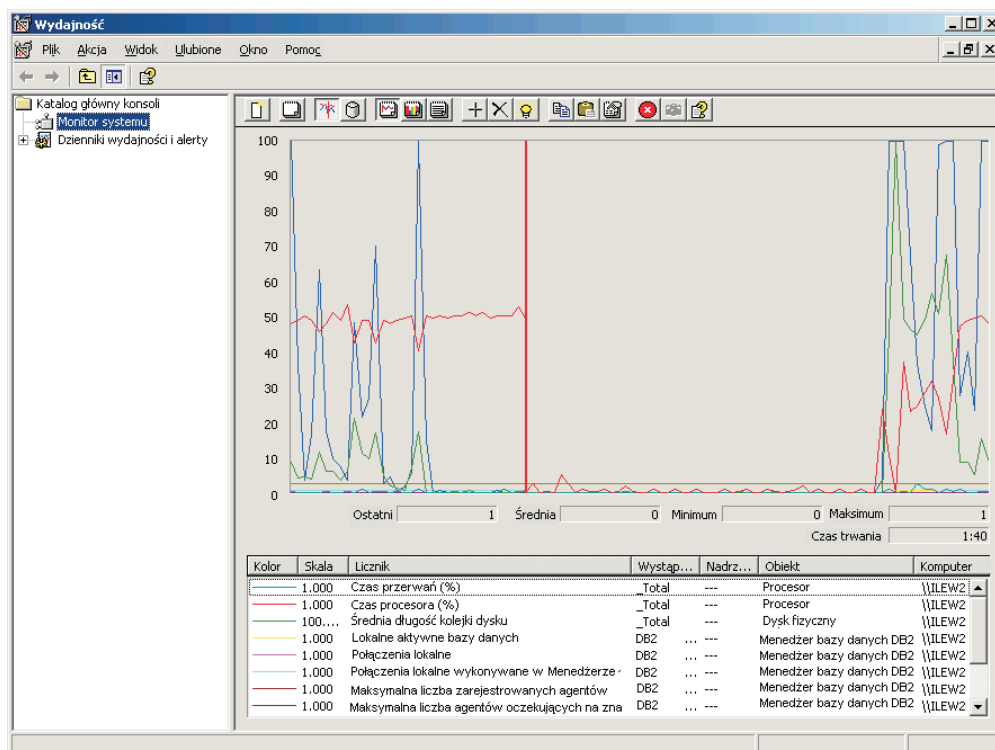 Wydajność
Plik Akcja Widok Ulubione Okno Pomoc
Katalog główny konsoli
Monitor systemu
Dzienniki wydajności i alerty
100
90
80
70
60
50
40
30
20
10
0
Ostatni 1 Średnia 0 Minimum 0 Maksimum 1
Czas trwania 1:40
Kolor Skala Licznik Wystąp... Nadrz... Obiekt Komputer
1.000 Czas przerwań (%) _Total --- Procesor \\ILEW2
1.000 Czas procesora (%) _Total --- Procesor \\ILEW2
100.... Średnia długość kolejki dysku _Total --- Dysk fizyczny \\ILEW2
1.000 Lokalne aktywne bazy danych DB2 ... --- Menedżer bazy danych DB2 \\ILEW2
1.000 Połączenia lokalne DB2 ... --- Menedżer bazy danych DB2 \\ILEW2
1.000 Połączenia lokalne wykonywane w Menedżerze DB2 ... --- Menedżer bazy danych DB2 \\ILEW2
1.000 Maksymalna liczba zarejestrowanych agentów DB2 ... --- Menedżer bazy danych DB2 \\ILEW2
1.000 Maksymalna liczba agentów oczekujących na zna DB2 ... --- Menedżer bazy danych DB2 \\ILEW2